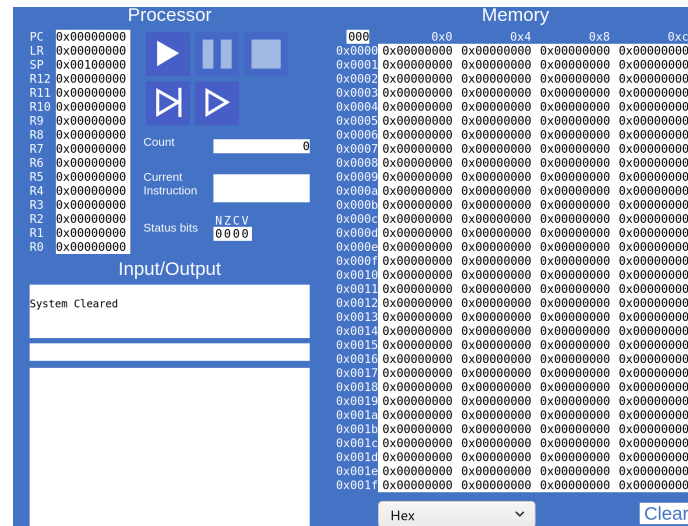 Processor
PC 0x00000000
LR 0x00000000
SP 0x00100000
R12 0x00000000
R11 0x00000000
R10 0x00000000
R9 0x00000000
R8 0x00000000
R7 0x00000000
R6 0x00000000
R5 0x00000000
R4 0x00000000
R3 0x00000000
R2 0x00000000
R1 0x00000000
R0 0x00000000
Count 0
Current
Instruction
Status bits
NZCV
0000
Input/Output
System Cleared
Memory
000 0x0 0x4 0x8 0xc
0x0000 0x00000000 0x00000000 0x00000000 0x00000000
0x0001 0x00000000 0x00000000 0x00000000 0x00000000
0x0002 0x00000000 0x00000000 0x00000000 0x00000000
0x0003 0x00000000 0x00000000 0x00000000 0x00000000
0x0004 0x00000000 0x00000000 0x00000000 0x00000000
0x0005 0x00000000 0x00000000 0x00000000 0x00000000
0x0006 0x00000000 0x00000000 0x00000000 0x00000000
0x0007 0x00000000 0x00000000 0x00000000 0x00000000
0x0008 0x00000000 0x00000000 0x00000000 0x00000000
0x0009 0x00000000 0x00000000 0x00000000 0x00000000
0x000a 0x00000000 0x00000000 0x00000000 0x00000000
0x000b 0x00000000 0x00000000 0x00000000 0x00000000
0x000c 0x00000000 0x00000000 0x00000000 0x00000000
0x000d 0x00000000 0x00000000 0x00000000 0x00000000
0x000e 0x00000000 0x00000000 0x00000000 0x00000000
0x000f 0x00000000 0x00000000 0x00000000 0x00000000
0x0010 0x00000000 0x00000000 0x00000000 0x00000000
0x0011 0x00000000 0x00000000 0x00000000 0x00000000
0x0012 0x00000000 0x00000000 0x00000000 0x00000000
0x0013 0x00000000 0x00000000 0x00000000 0x00000000
0x0014 0x00000000 0x00000000 0x00000000 0x00000000
0x0015 0x00000000 0x00000000 0x00000000 0x00000000
0x0016 0x00000000 0x00000000 0x00000000 0x00000000
0x0017 0x00000000 0x00000000 0x00000000 0x00000000
0x0018 0x00000000 0x00000000 0x00000000 0x00000000
0x0019 0x00000000 0x00000000 0x00000000 0x00000000
0x001a 0x00000000 0x00000000 0x00000000 0x00000000
0x001b 0x00000000 0x00000000 0x00000000 0x00000000
0x001c 0x00000000 0x00000000 0x00000000 0x00000000
0x001d 0x00000000 0x00000000 0x00000000 0x00000000
0x001e 0x00000000 0x00000000 0x00000000 0x00000000
0x001f 0x00000000 0x00000000 0x00000000 0x00000000
Hex
Clear